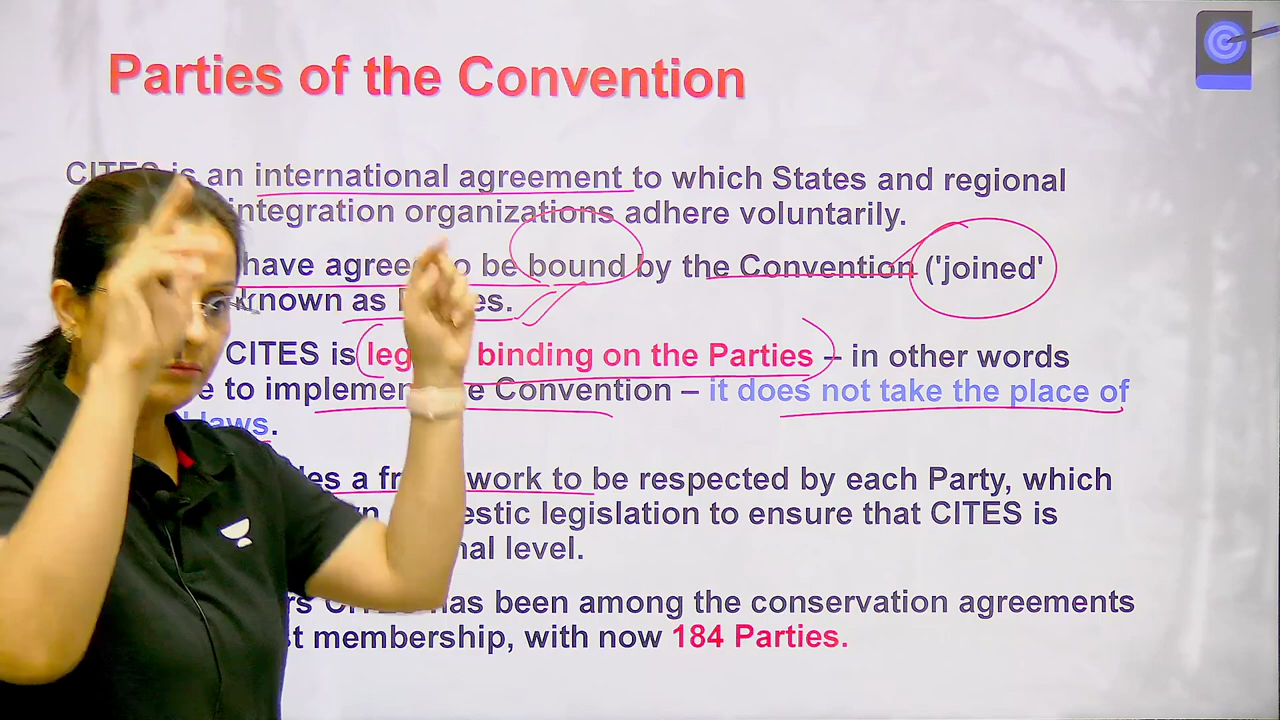 Parties of the Convention
CITES is an international agreement to which States and regional
integration organizations adhere voluntarily.
have agreed to be bound by the Convention ('joined'
known as Parties.
CITES is legally binding on the Parties – in other words
to implement the Convention – it does not take the place of
laws.
a framework to be respected by each Party, which
domestic legislation to ensure that CITES is
level.
CITES has been among the conservation agreements
membership, with now 184 Parties.